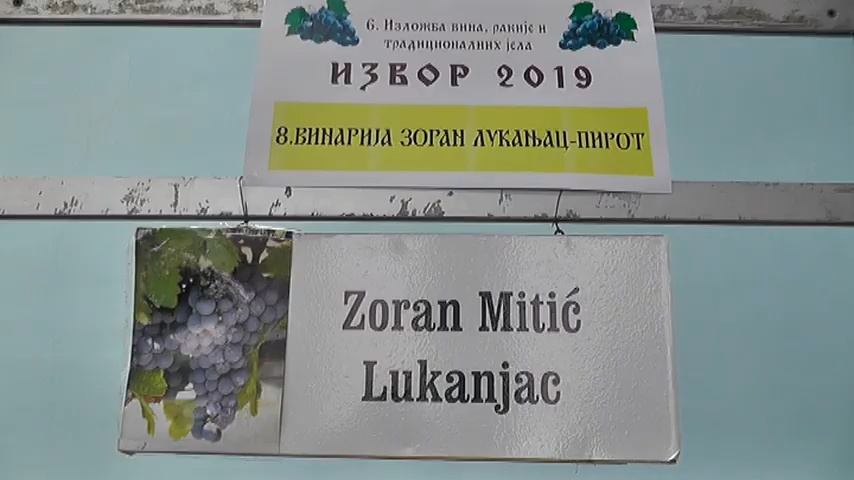 6. Изложба вина, ракије и
традиционалних јела
ИЗВОР 2019
8.ВИНАРИЈА ЗОРАН ЛУКАЊАЦ-ПИРОТ
Zoran Mitić
Lukanjac